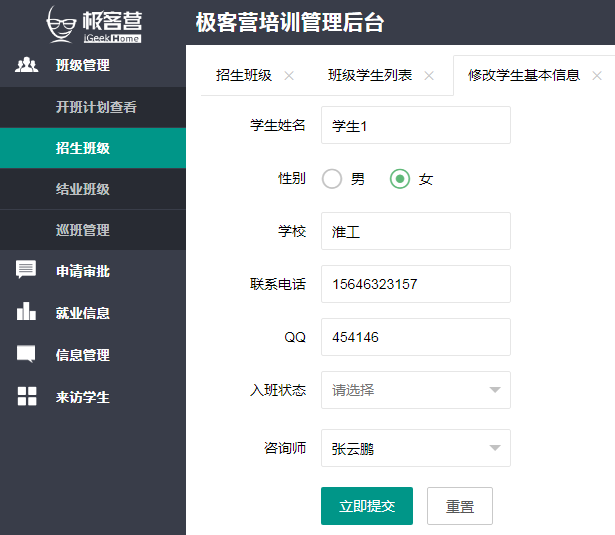 极客营
iGeekHome
极客营培训管理后台
班级管理
开班计划查看
招生班级
结业班级
巡班管理
申请审批
就业信息
信息管理
来访学生
招生班级
班级学生列表
修改学生基本信息
学生姓名 学生1
性别 男 女
学校 淮工
联系电话 15646323157
QQ 454146
入班状态 请选择
咨询师 张云鹏
立即提交 重置